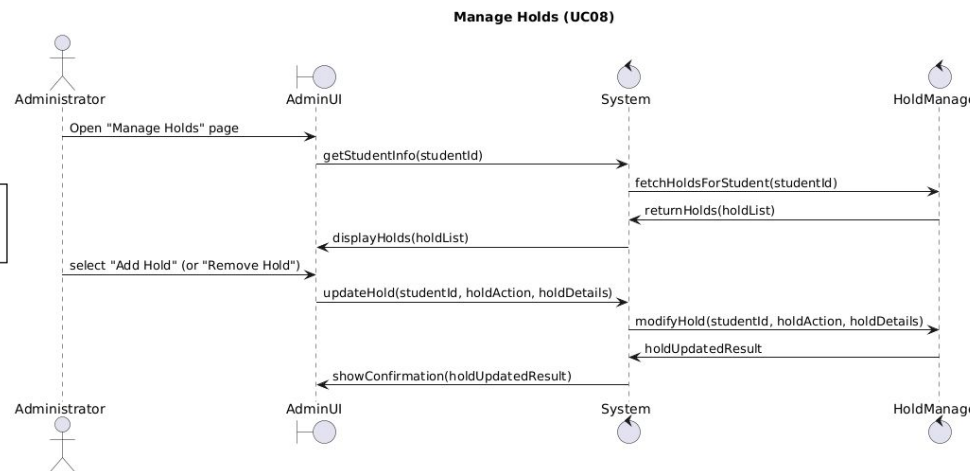 Manage Holds (UC08)
Administrator AdminUI System HoldManage
Open "Manage Holds" page
getStudentInfo(studentId)
fetchHoldsForStudent(studentId)
returnHolds(holdList)
displayHolds(holdList)
select "Add Hold" (or "Remove Hold")
updateHold(studentId, holdAction, holdDetails)
modifyHold(studentId, holdAction, holdDetails)
holdUpdatedResult
showConfirmation(holdUpdatedResult)
Administrator AdminUI System HoldManage